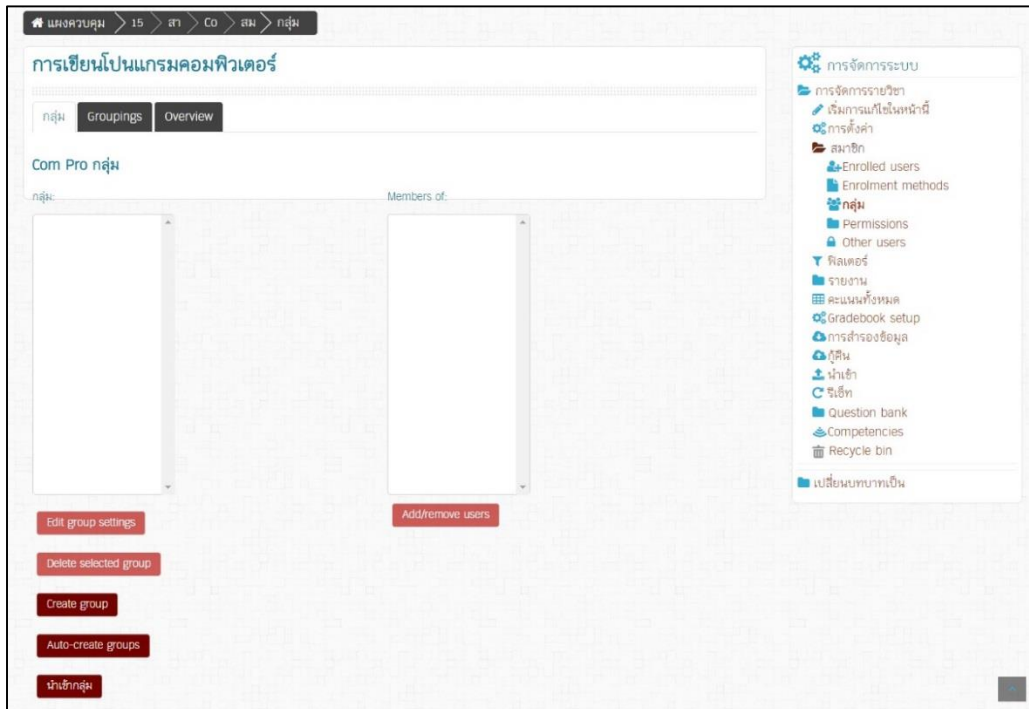 แผงควบคุม 15 สา Co สม กลุ่ม
การเขียนโปนแกรมคอมพิวเตอร์
กลุ่ม Groupings Overview
Com Pro กลุ่ม
กลุ่ม:
Members of:
Edit group settings
Add/remove users
Delete selected group
Create group
Auto-create groups
นำเข้ากลุ่ม
การจัดการระบบ
การจัดการรายวิชา
เริ่มการแก้ไขในหน้านี้
การตั้งค่า
สมาชิก
Enrolled users
Enrolment methods
กลุ่ม
Permissions
Other users
ฟิลเตอร์
รายงาน
คะแนนทั้งหมด
Gradebook setup
การสำรองข้อมูล
กู้คืน
นำเข้า
รีเซ็ท
Question bank
Competencies
Recycle bin
เปลี่ยนบทบาทเป็น